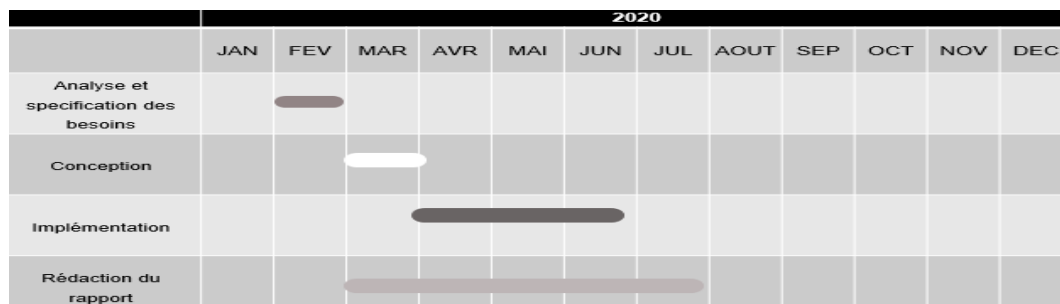 2020
JAN FEV MAR AVR MAI JUN JUL AOUT SEP OCT NOV DEC
Analyse et
specification des
besoins
Conception
Implémentation
Rédaction du
rapport